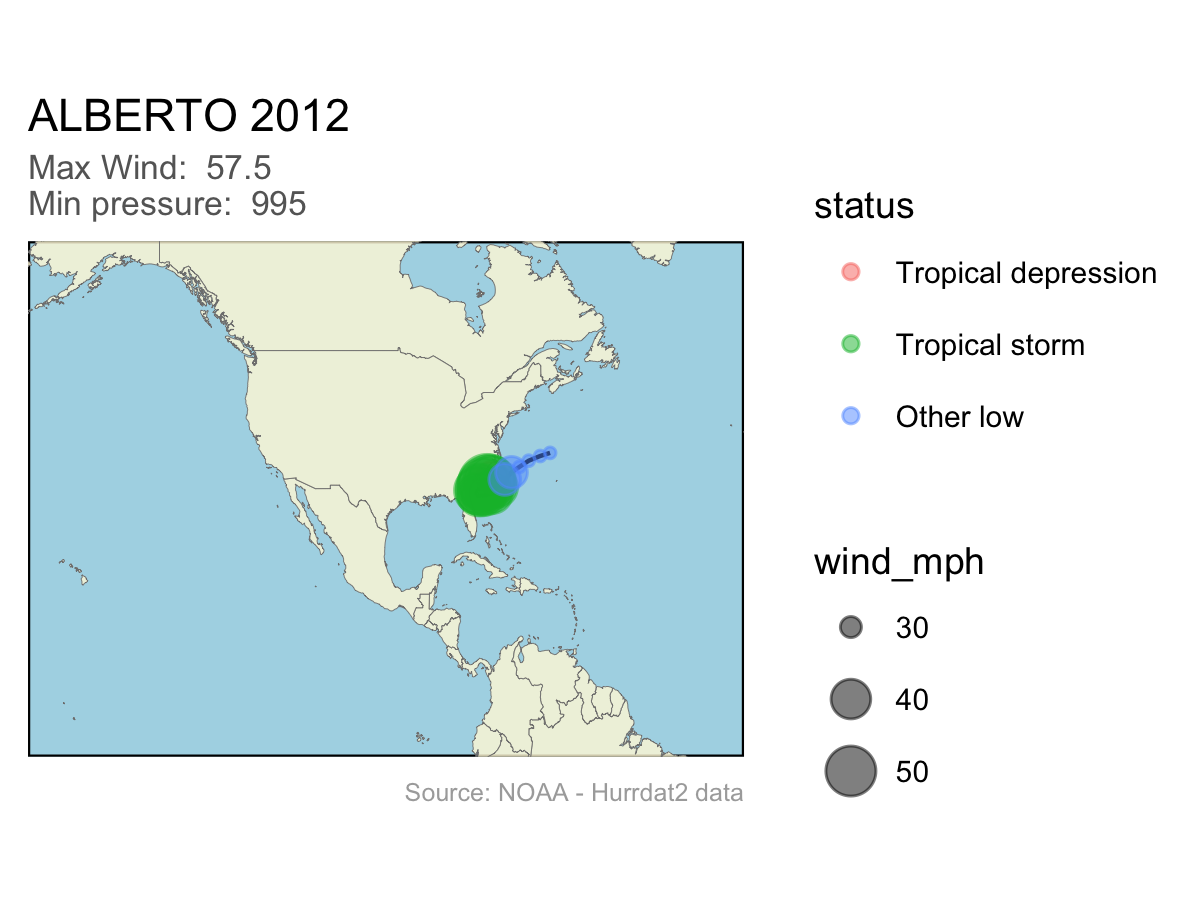 ALBERTO 2012
Max Wind:  57.5
Min pressure:  995
status
Tropical depression
Tropical storm
Other low
wind_mph
30
40
50
Source: NOAA - Hurrdat2 data